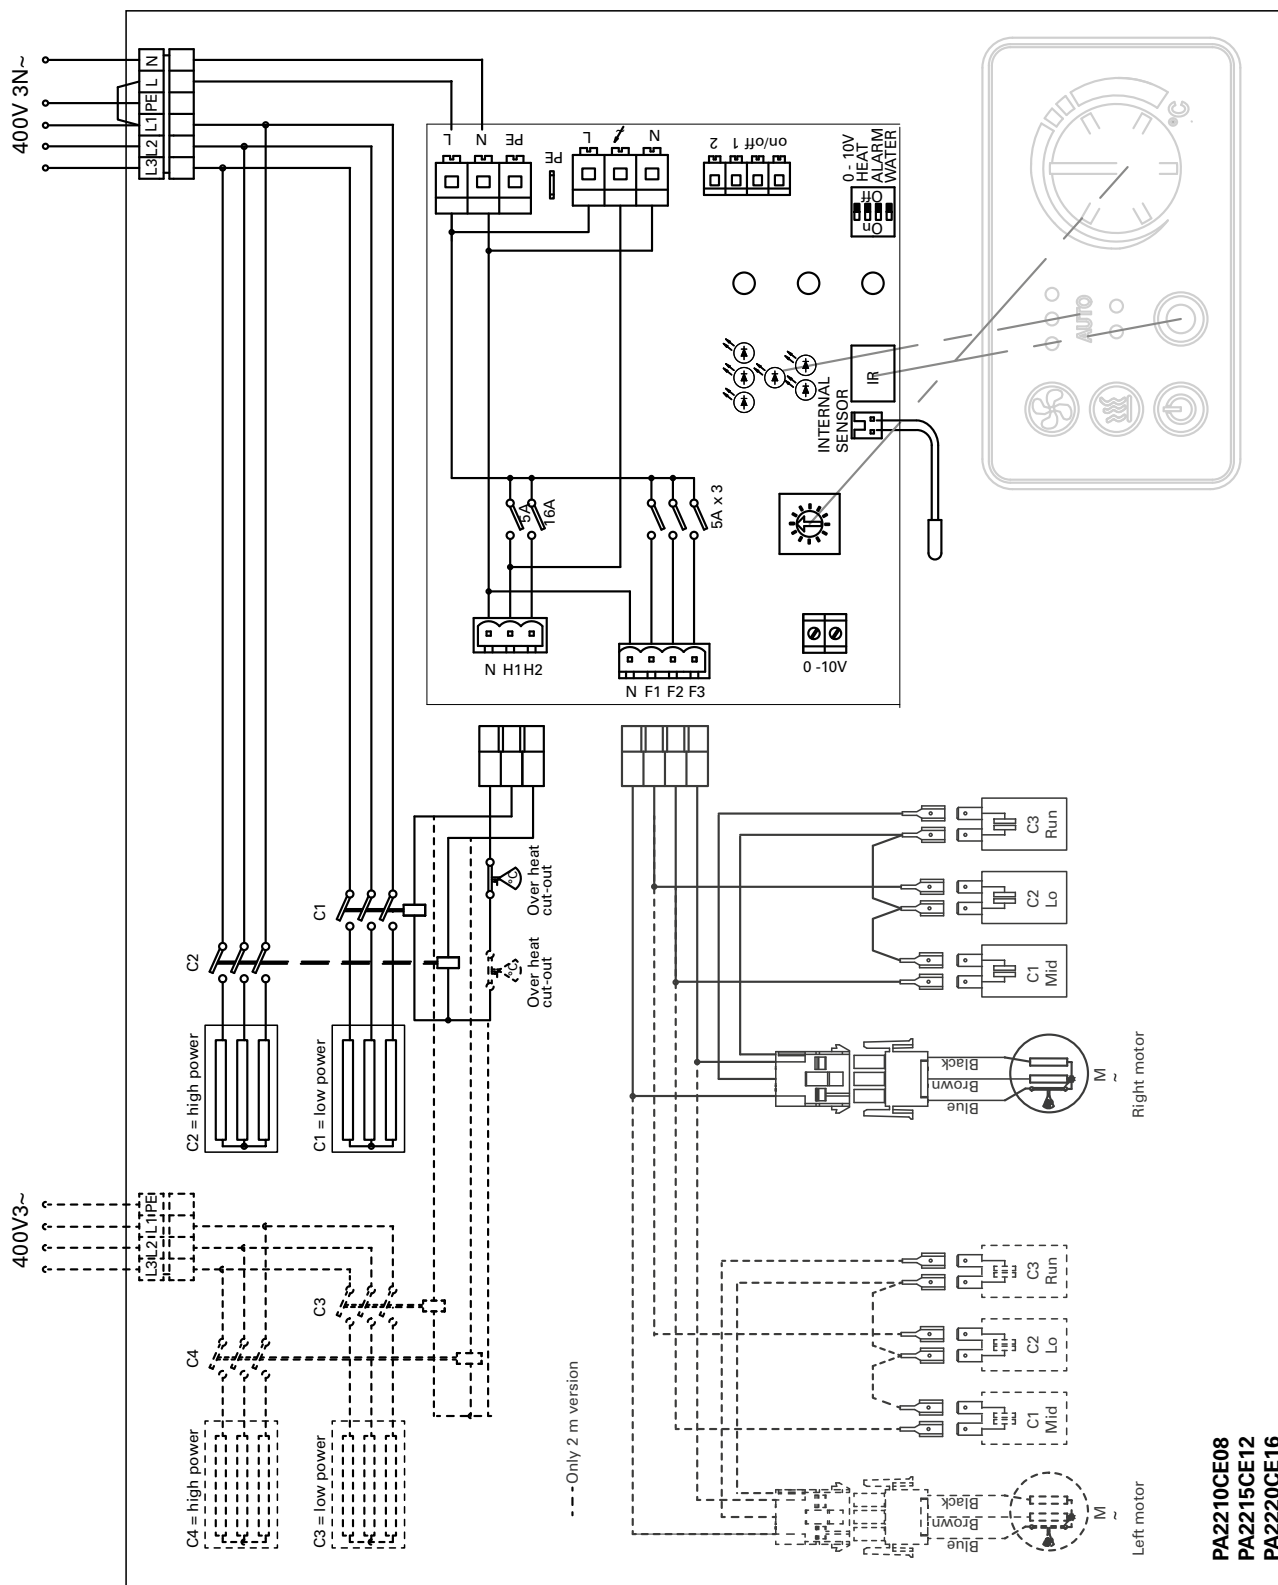 400V 3N~
N
L
PE
L1
L2
L3
L
N
PE
PE
L
N
2
1
on/off
0 - 10V
HEAT
ALARM
WATER
Off
On
°C
AUTO
IR
INTERNAL
SENSOR
5A
16A
5A x 3
N H1 H2
N F1 F2 F3
0 -10V
C1
C2
°C
Over heat
cut-out
°C
Over heat
cut-out
C2 = high power
C1 = low power
C3
Run
C2
Lo
C1
Mid
Black
Brown
Blue
M
~
Right motor
400V3~
PE
L1
L2
L3
C3
C4
C4 = high power
C3 = low power
Only 2 m version
C3
Run
C2
Lo
C1
Mid
Black
Brown
Blue
M
~
Left motor
PA2210CE08
PA2215CE12
PA2220CE16